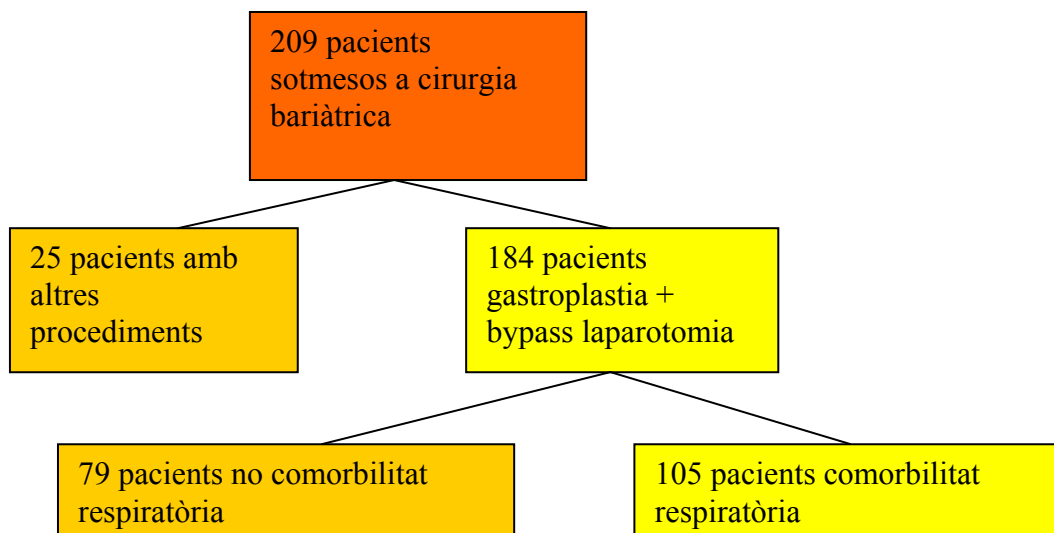 209 pacients
sotmesos a cirurgia
bariàtrica
25 pacients amb
altres
procediments
184 pacients
gastroplastia +
bypass laparotomia
79 pacients no comorbilitat
respiratòria
105 pacients comorbilitat
respiratòria